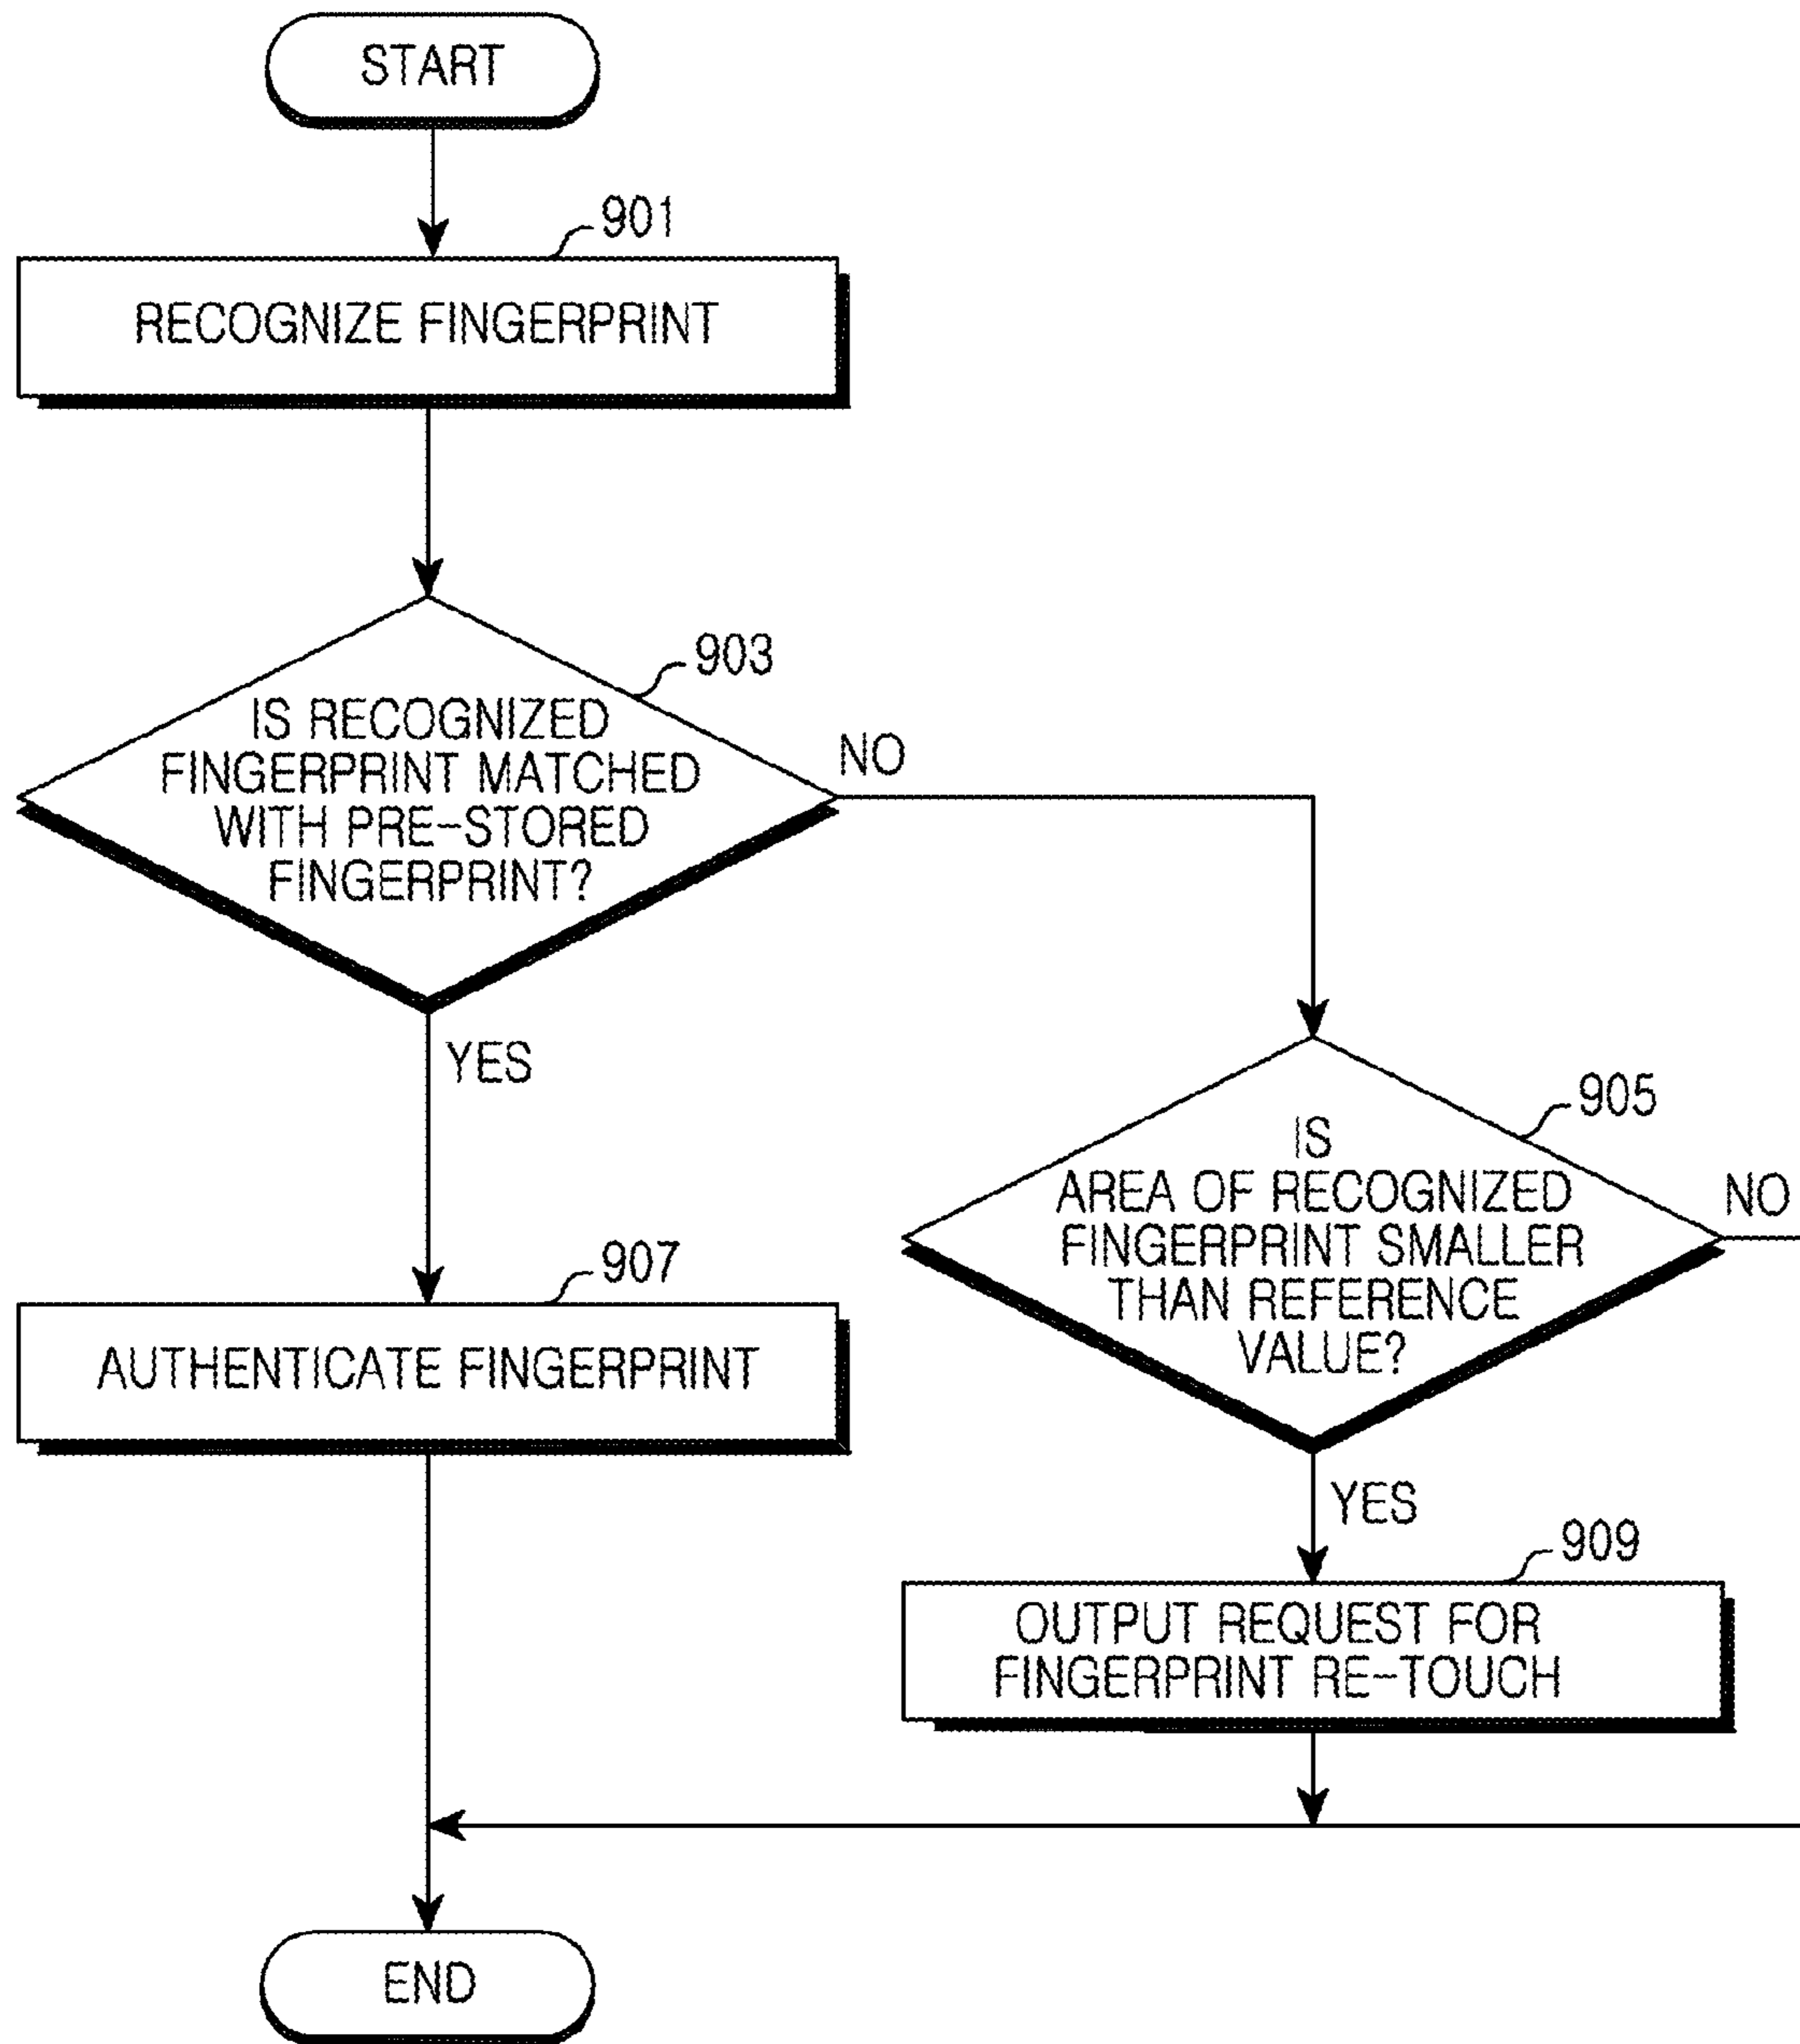 START
901
RECOGNIZE FINGERPRINT
903
IS RECOGNIZED
FINGERPRINT MATCHED
WITH PRE-STORED
FINGERPRINT?
NO
YES
905
IS
AREA OF RECOGNIZED
FINGERPRINT SMALLER
THAN REFERENCE
VALUE?
NO
YES
907
AUTHENTICATE FINGERPRINT
909
OUTPUT REQUEST FOR
FINGERPRINT RE-TOUCH
END